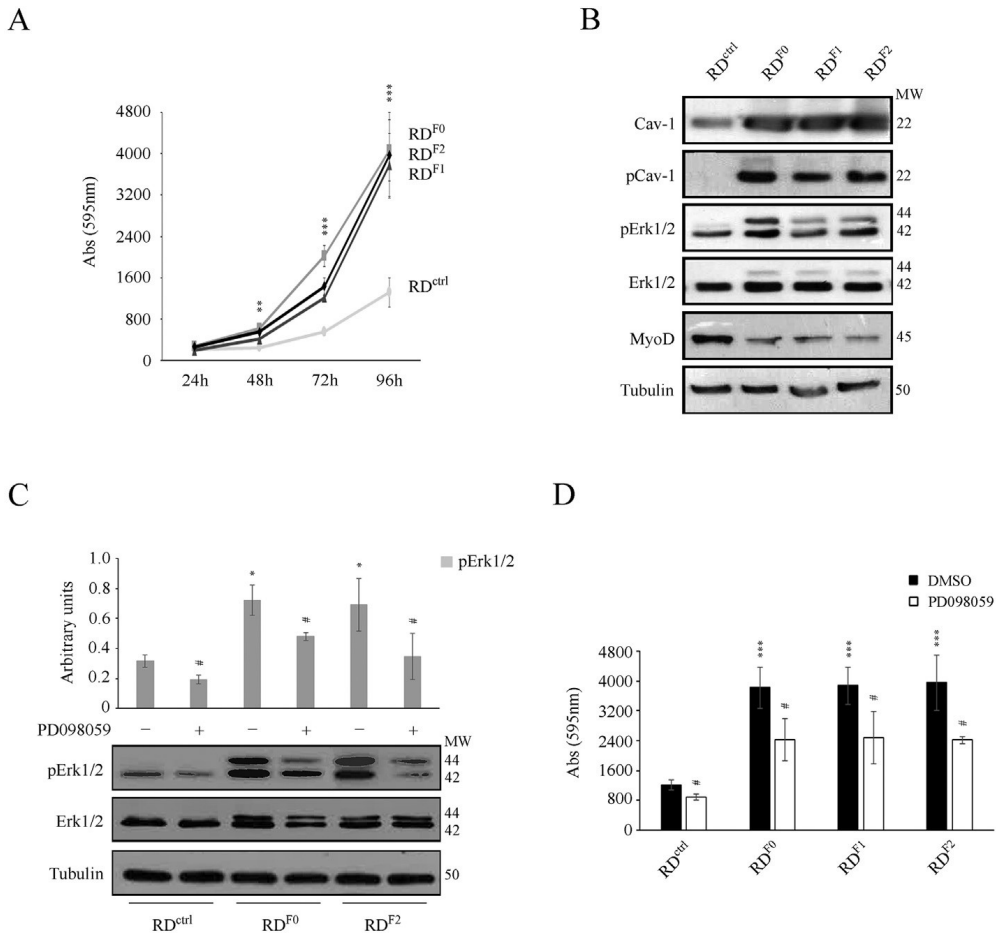 A
4800
4000
3200
2400
1600
800
0
Abs (595nm)
24h 48h 72h 96h
**
***
***
RD^F0
RD^F2
RD^F1
RD^ctrl
B
RD^ctrl RD^F0 RD^F1 RD^F2
MW
Cav-1 22
pCav-1 22
pErk1/2 44
42
Erk1/2 44
42
MyoD 45
Tubulin 50
C
pErk1/2
1.0
0.8
0.6
0.4
0.2
0
Arbitrary units
# * # * #
PD098059 – + – + – +
MW
pErk1/2 44
42
Erk1/2 44
42
Tubulin 50
RD^ctrl RD^F0 RD^F2
D
DMSO
PD098059
4800
4000
3200
2400
1600
800
0
Abs (595nm)
# *** # *** # *** #
RD^ctrl RD^F0 RD^F1 RD^F2